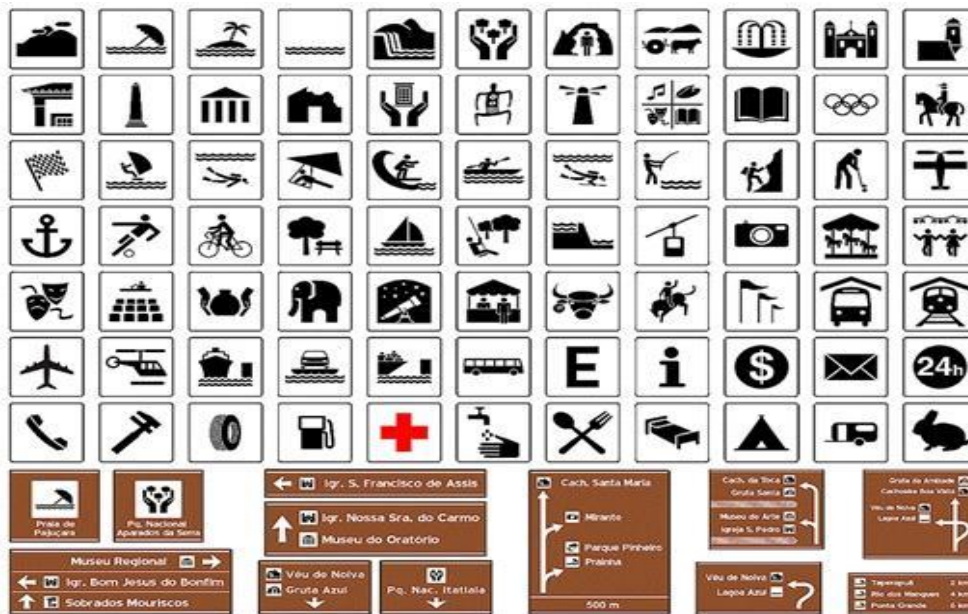 E
i
$
24h
Praia de
Pajuçara
Pq. Nacional
Aparados da Serra
Igr. S. Francisco de Assis
Igr. Nossa Sra. do Carmo
Museu do Oratório
Museu Regional
Igr. Bom Jesus do Bonfim
Sobrados Mouriscos
Véu de Noiva
Gruta Azul
Pq. Nac. Itatiaia
Cach. Santa Maria
Mirante
Parque Pinheiro
Prainha
500 m
Cach. da Toca
Gruta Santa
Museu de Arte
Igreja S. Pedro
Véu de Noiva
Lagoa Azul
Gruta da Amizade
Cachoeira Boa Vista
Véu de Noiva
Lagoa Azul
Taperapuã 2
Rio dos Mangues 4
Ponta Grande